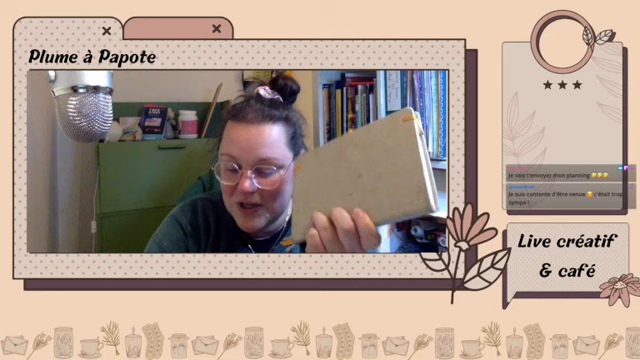 Plume à Papote
je vais t'envoyer mon planning
Je suis contente d'être venue c'était trop
sympa !
Live créatif
& café